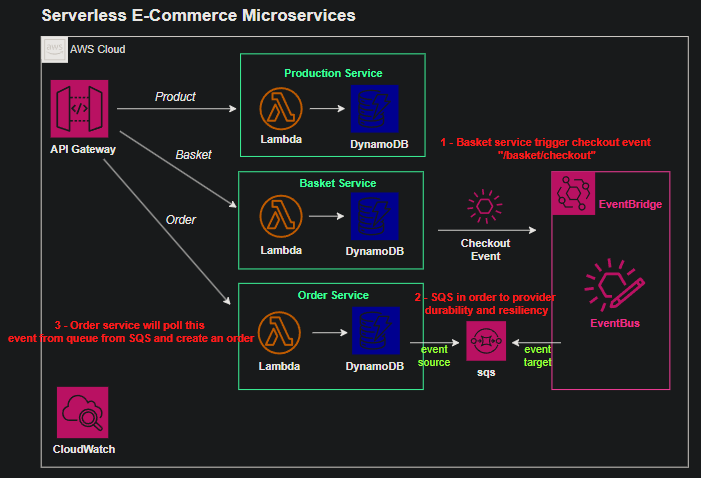 Serverless E-Commerce Microservices
aws
AWS Cloud
API Gateway
Product
Basket
Order
Production Service
Lambda
DynamoDB
Basket Service
Lambda
DynamoDB
Order Service
Lambda
DynamoDB
1 - Basket service trigger checkout event
"/basket/checkout"
Checkout
Event
EventBridge
EventBus
2 - SQS in order to provider
durability and resiliency
event
source
sqs
event
target
3 - Order service will poll this
event from queue from SQS and create an order
CloudWatch